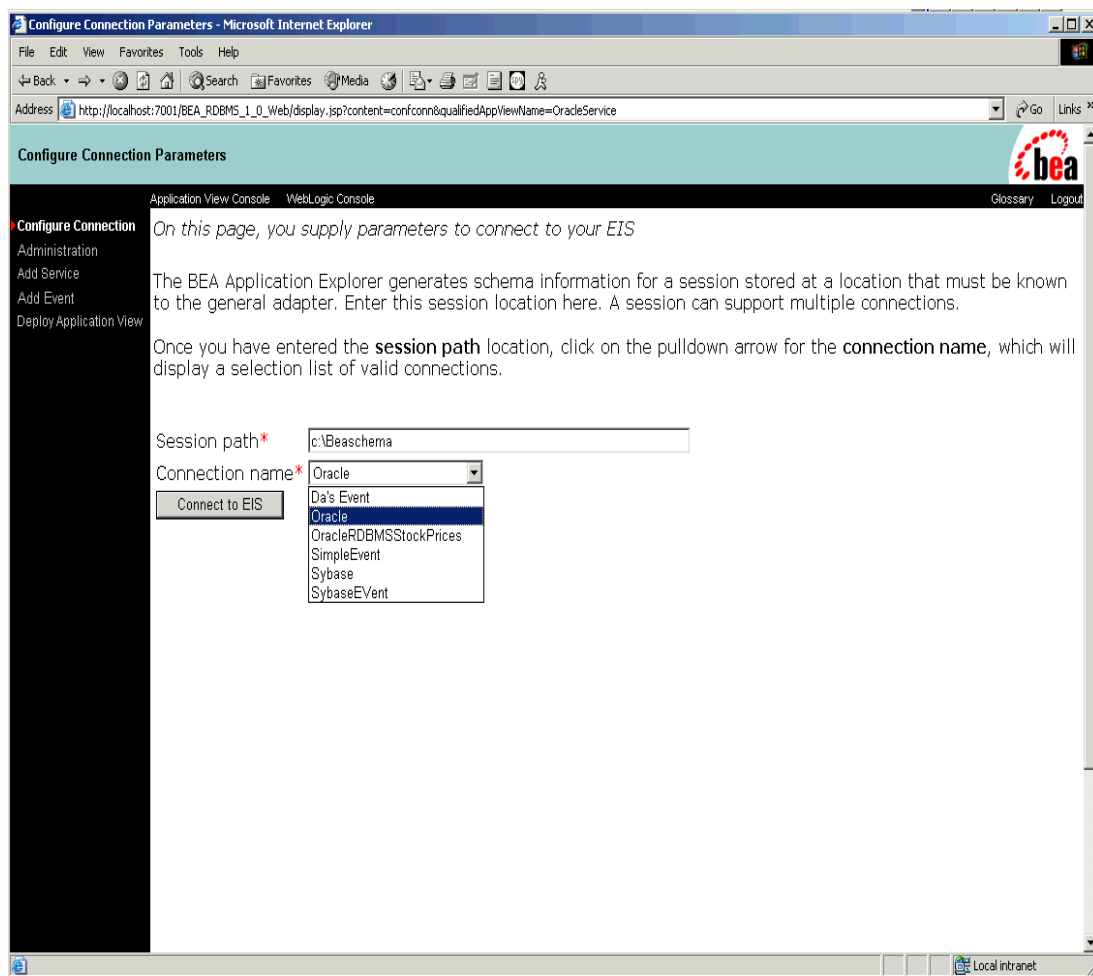 Configure Connection Parameters - Microsoft Internet Explorer
File Edit View Favorites Tools Help
Back Search Favorites Media
Address http://localhost:7001/BEA_RDBMS_1_0_Web/display.jsp?content=confconn&qualifiedAppViewName=OracleService Go Links »
Configure Connection Parameters
bea
Application View Console WebLogic Console Glossary Logout
Configure Connection
Administration
Add Service
Add Event
Deploy Application View
On this page, you supply parameters to connect to your EIS
The BEA Application Explorer generates schema information for a session stored at a location that must be known
to the general adapter. Enter this session location here. A session can support multiple connections.
Once you have entered the session path location, click on the pulldown arrow for the connection name, which will
display a selection list of valid connections.
Session path* c:\Beaschema
Connection name* Oracle
Connect to EIS
Da's Event
Oracle
OracleRDBMSStockPrices
SimpleEvent
Sybase
SybaseEVent
Local intranet